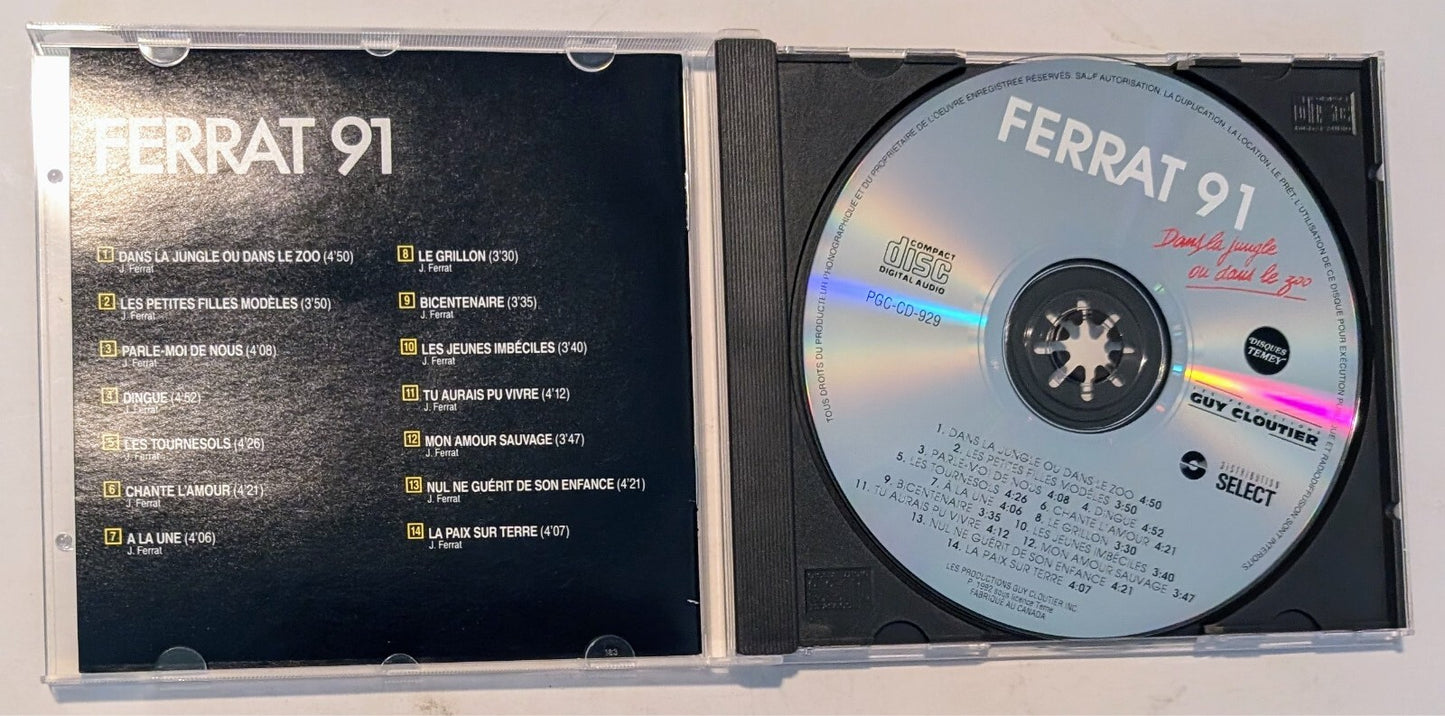 FERRAT 91
1 DANS LA JUNGLE OU DANS LE ZOO (4'50)
J. Ferrat
2 LES PETITES FILLES MODÈLES (3'50)
J. Ferrat
3 PARLE-MOI DE NOUS (4'08)
J. Ferrat
4 DINGUE (4'52)
J. Ferrat
5 LES TOURNESOLS (4'26)
J. Ferrat
6 CHANTE L'AMOUR (4'21)
J. Ferrat
7 A LA UNE (4'06)
J. Ferrat
8 LE GRILLON (3'30)
J. Ferrat
9 BICENTENAIRE (3'35)
J. Ferrat
10 LES JEUNES IMBÉCILES (3'40)
J. Ferrat
11 TU AURAIS PU VIVRE (4'12)
J. Ferrat
12 MON AMOUR SAUVAGE (3'47)
J. Ferrat
13 NUL NE GUÉRIT DE SON ENFANCE (4'21)
J. Ferrat
14 LA PAIX SUR TERRE (4'07)
J. Ferrat
TOUS DROITS DU PRODUCTEUR PHONOGRAPHIQUE ET DU PROPRIETAIRE DE L'OEUVRE ENREGISTREE RÉSERVÉS. SAUF AUTORISATION, LA DUPLICATION, LA LOCATION, LE PRÊT, L'UTILISATION DE CE DISQUE POUR EXÉCUTION ET RADIODIFFUSION SONT INTERDITS
FERRAT 91
Dans la jungle
ou dans le zoo
COMPACT
disc
DIGITAL AUDIO
PGC-CD-929
DISQUES
TEMEY
LES PRODUCTIONS
GUY CLOUTIER
DISTRIBUTION
SELECT
1. DANS LA JUNGLE OU DANS LE ZOO 4:50
2. LES PETITES FILLES MODÈLES 3:50
3. PARLE-MOI DE NOUS 4:08 4. DINGUE 4:52
5. LES TOURNESOLS 4:26 6. CHANTE L'AMOUR 4:21
7. À LA UNE 4:06 8. LE GRILLON 3:30
9. BICENTENAIRE 3:35 10. LES JEUNES IMBÉCILES 3:40
11. TU AURAIS PU VIVRE 4:12 12. MON AMOUR SAUVAGE 3:47
13. NUL NE GUÉRIT DE SON ENFANCE 4:21
14. LA PAIX SUR TERRE 4:07
LES PRODUCTIONS GUY CLOUTIER INC.
P. 1992 sous licence Temë
FABRIQUÉ AU CANADA